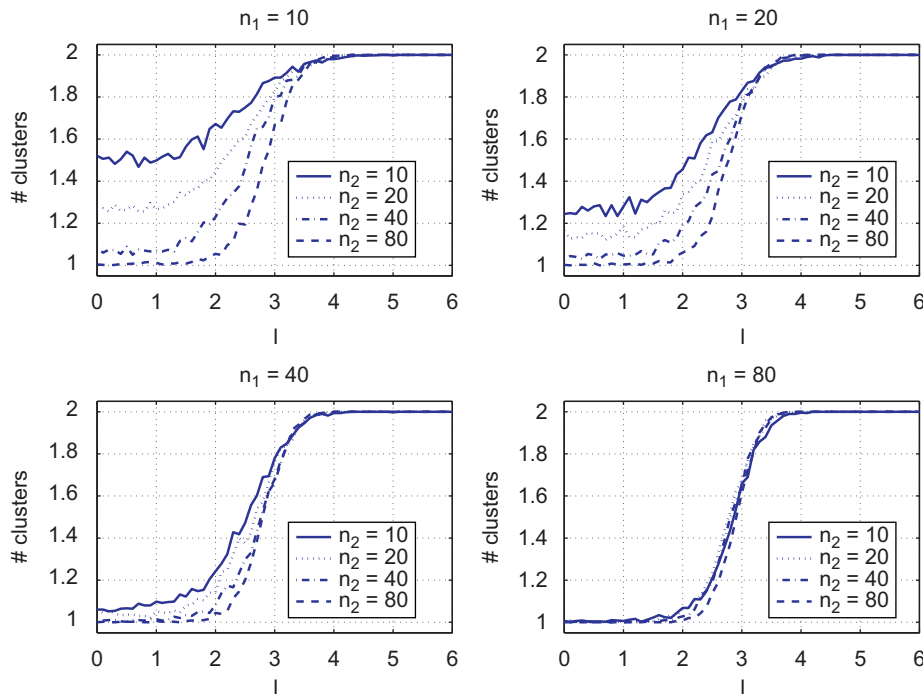 n₁ = 10
# clusters
2
1.8
1.6
1.4
1.2
1
n₂ = 10
n₂ = 20
n₂ = 40
n₂ = 80
0 1 2 3 4 5 6
l
n₁ = 20
# clusters
2
1.8
1.6
1.4
1.2
1
n₂ = 10
n₂ = 20
n₂ = 40
n₂ = 80
0 1 2 3 4 5 6
l
n₁ = 40
# clusters
2
1.8
1.6
1.4
1.2
1
n₂ = 10
n₂ = 20
n₂ = 40
n₂ = 80
0 1 2 3 4 5 6
l
n₁ = 80
# clusters
2
1.8
1.6
1.4
1.2
1
n₂ = 10
n₂ = 20
n₂ = 40
n₂ = 80
0 1 2 3 4 5 6
l